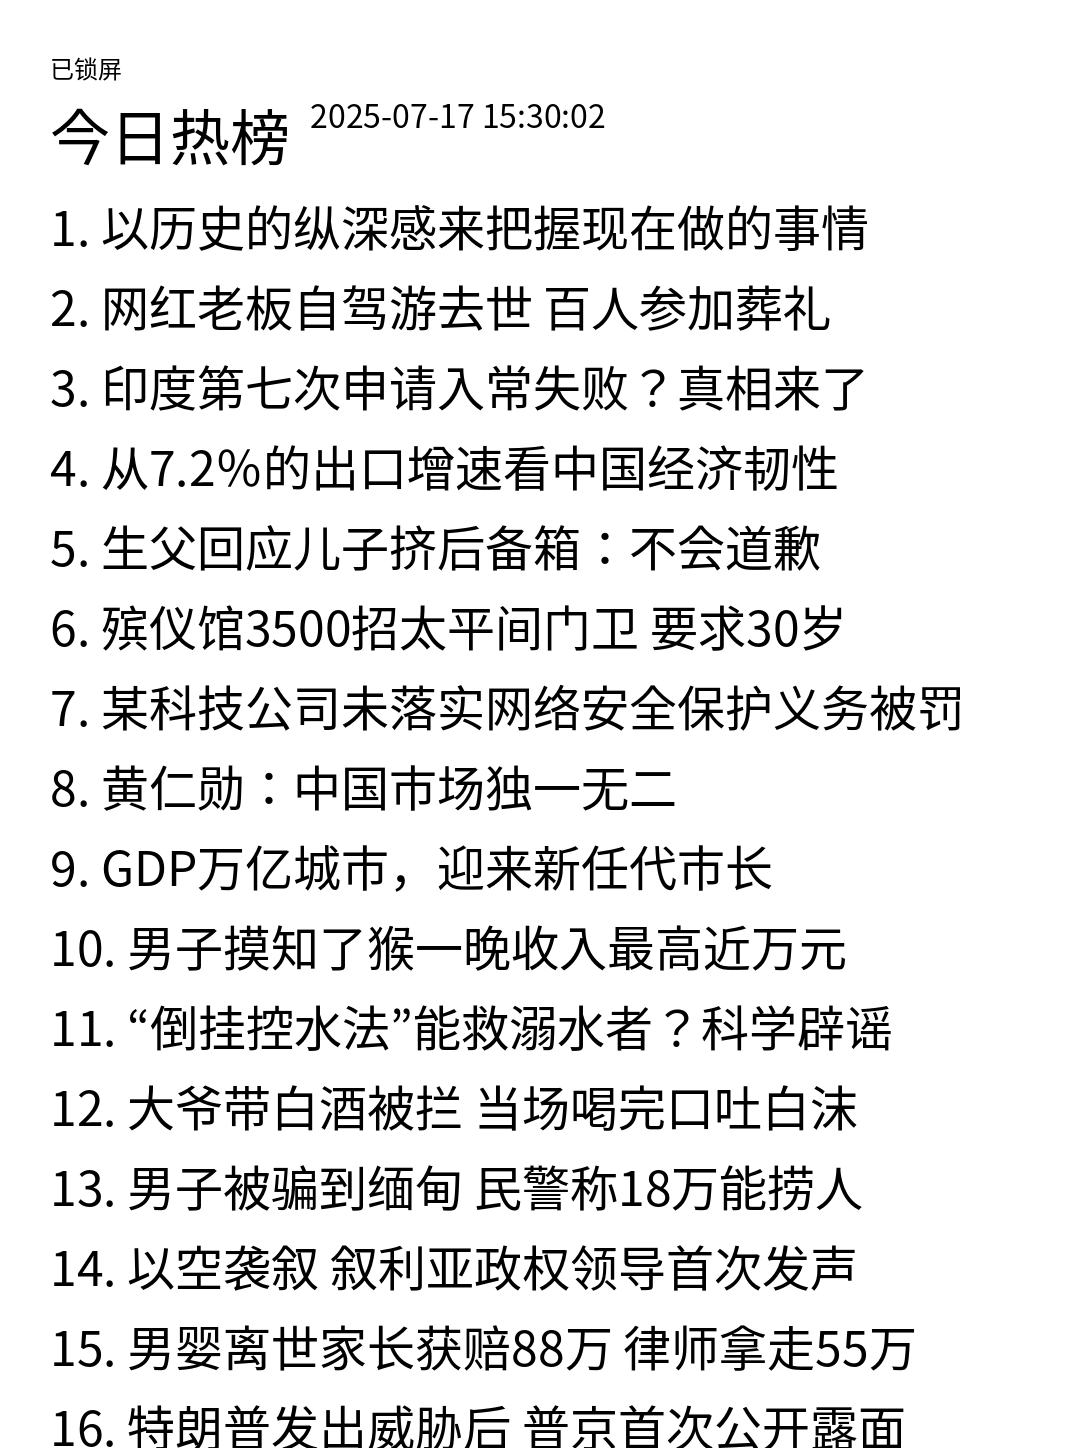 已锁屏
今日热榜 2025-07-17 15:30:02
1. 以历史的纵深感来把握现在做的事情
2. 网红老板自驾游去世 百人参加葬礼
3. 印度第七次申请入常失败？真相来了
4. 从7.2%的出口增速看中国经济韧性
5. 生父回应儿子挤后备箱：不会道歉
6. 殡仪馆3500招太平间门卫 要求30岁
7. 某科技公司未落实网络安全保护义务被罚
8. 黄仁勋：中国市场独一无二
9. GDP万亿城市，迎来新任代市长
10. 男子摸知了猴一晚收入最高近万元
11. “倒挂控水法”能救溺水者？科学辟谣
12. 大爷带白酒被拦 当场喝完口吐白沫
13. 男子被骗到缅甸 民警称18万能捞人
14. 以空袭叙 叙利亚政权领导首次发声
15. 男婴离世家长获赔88万 律师拿走55万
16. 特朗普发出威胁后 普京首次公开露面